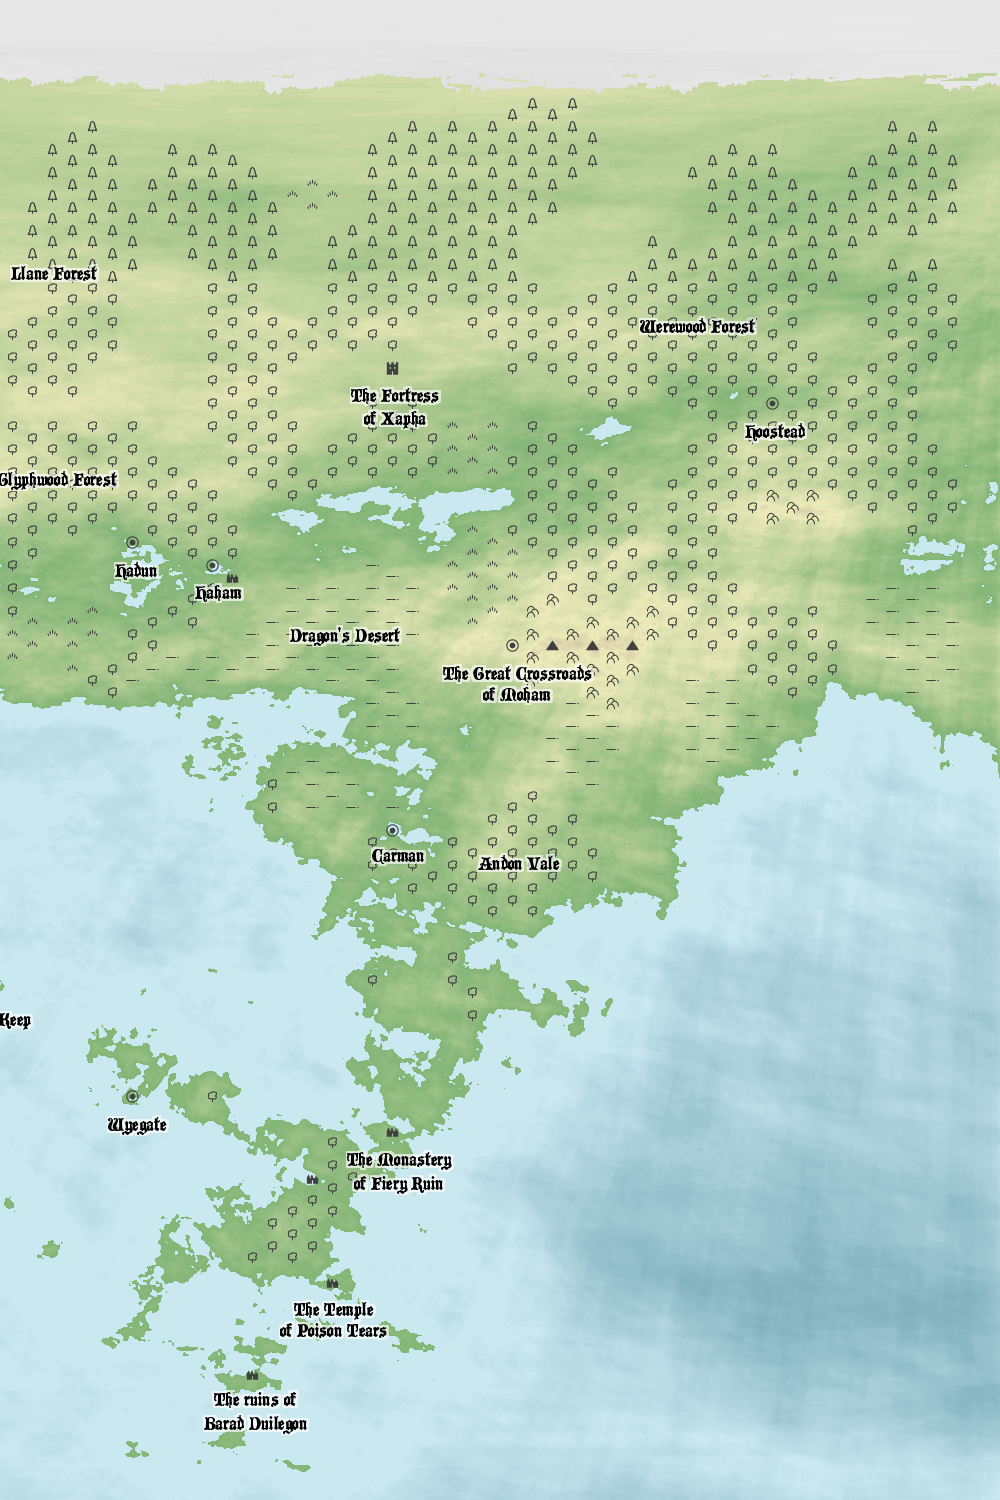 Llane Forest
Werewood Forest
The Fortress
of Xapha
Hoostead
Glyphwood Forest
Hadun
Haham
Dragon's Desert
The Great Crossroads
of Moham
Carman
Andon Vale
Keep
Wyegate
The Monastery
of Fiery Ruin
The Temple
of Poison Tears
The ruins of
Barad Duilegon